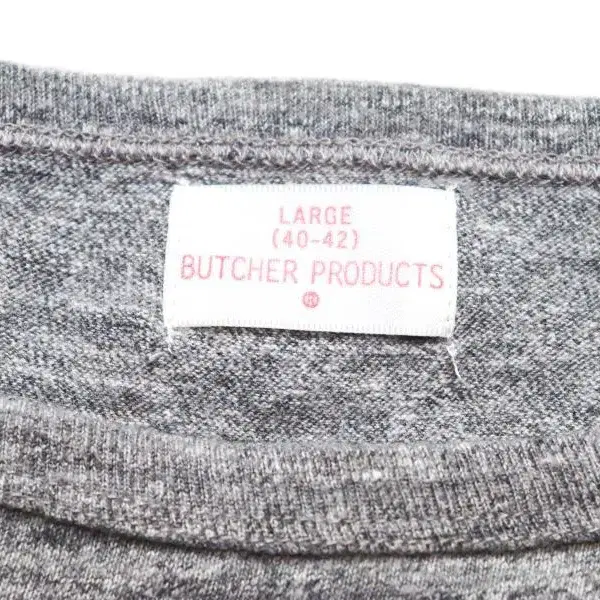 LARGE
(40-42)
BUTCHER PRODUCTS
®